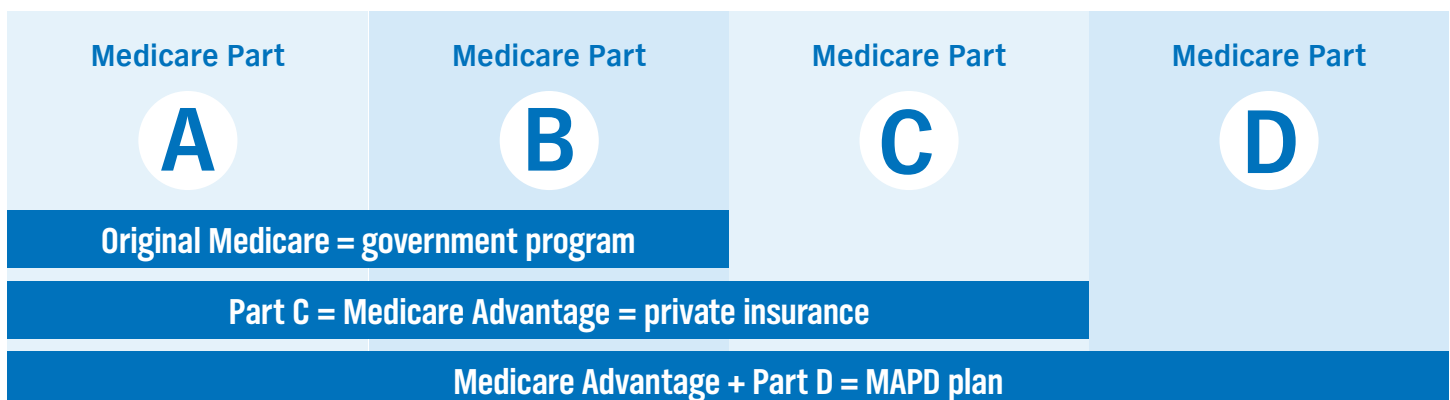 Medicare Part
A
Medicare Part
B
Medicare Part
C
Medicare Part
D
Original Medicare = government program
Part C = Medicare Advantage = private insurance
Medicare Advantage + Part D = MAPD plan